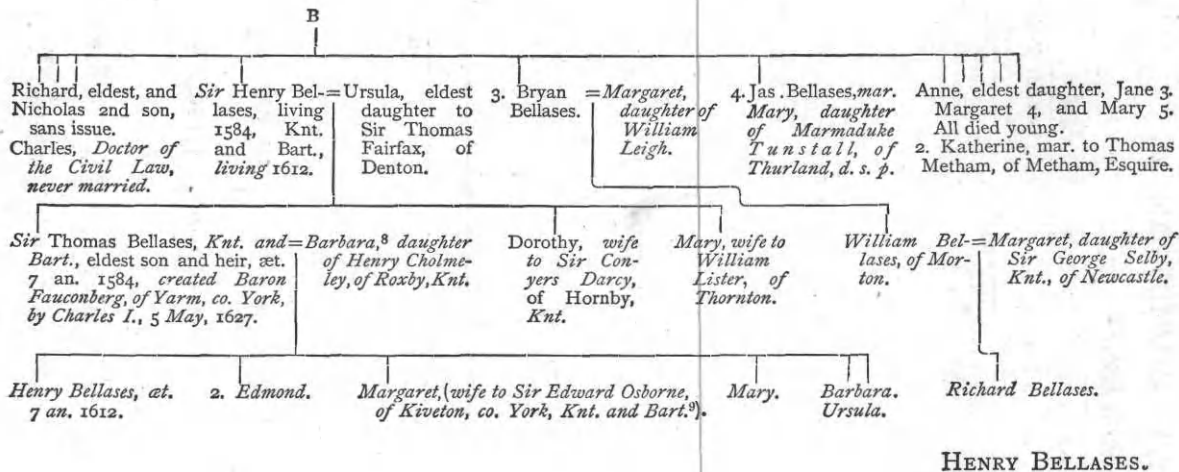 B
Richard, eldest, and
Nicholas 2nd son,
sans issue.
Charles, Doctor of
the Civil Law,
never married.
Sir Henry Bel-=Ursula, eldest
lases, living daughter to
1584, Knt. Sir Thomas
and Bart., Fairfax, of
living 1612. Denton.
3. Bryan =Margaret,
Bellases. daughter of
William
Leigh.
4. Jas. Bellases, mar.
Mary, daughter
of Marmaduke
Tunstall, of
Thurland, d. s. p.
Anne, eldest daughter, Jane 3.
Margaret 4, and Mary 5.
All died young.
2. Katherine, mar. to Thomas
Metham, of Metham, Esquire.
Sir Thomas Bellases, Knt. and=Barbara,⁸ daughter
Bart., eldest son and heir, æt. of Henry Cholme-
7 an. 1584, created Baron ley, of Roxby, Knt.
Fauconberg, of Yarm, co. York,
by Charles I., 5 May, 1627.
Dorothy, wife
to Sir Con-
yers Darcy,
of Hornby,
Knt.
Mary, wife to
William
Lister, of
Thornton.
William Bel-=Margaret, daughter of
lases, of Mor- Sir George Selby,
ton. Knt., of Newcastle.
Henry Bellases, æt.
7 an. 1612.
2. Edmond.
Margaret, (wife to Sir Edward Osborne,
of Kiveton, co. York, Knt. and Bart.⁹).
Mary.
Barbara.
Ursula.
Richard Bellases.
HENRY BELLASES.